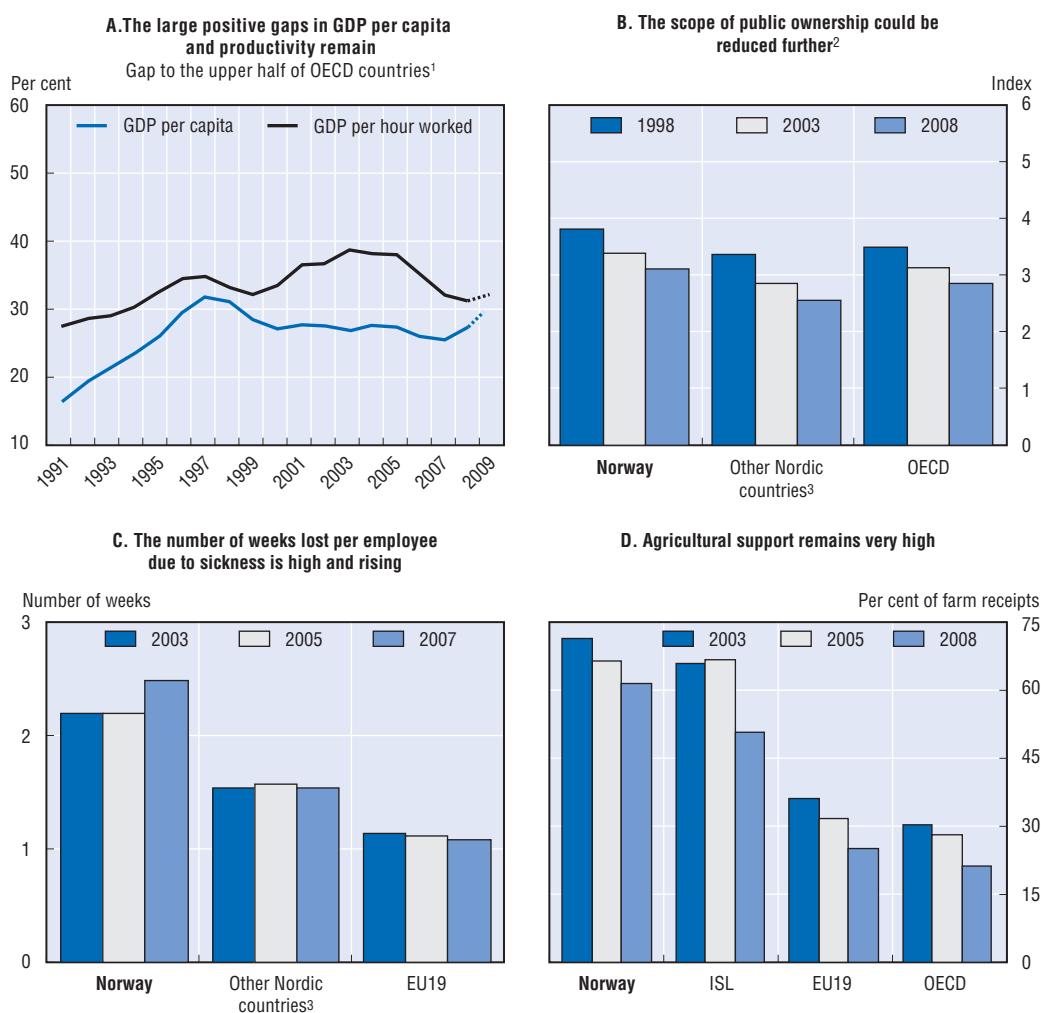 A.The large positive gaps in GDP per capita
and productivity remain
Gap to the upper half of OECD countries¹
Per cent
60
50
40
30
20
10
GDP per capita
GDP per hour worked
1991
1993
1995
1997
1999
2001
2003
2005
2007
2009
B. The scope of public ownership could be
reduced further²
Index
6
5
4
3
2
1
0
1998
2003
2008
Norway
Other Nordic
countries³
OECD
C. The number of weeks lost per employee
due to sickness is high and rising
Number of weeks
3
2
1
0
2003
2005
2007
Norway
Other Nordic
countries³
EU19
D. Agricultural support remains very high
Per cent of farm receipts
75
60
45
30
15
0
2003
2005
2008
Norway
ISL
EU19
OECD